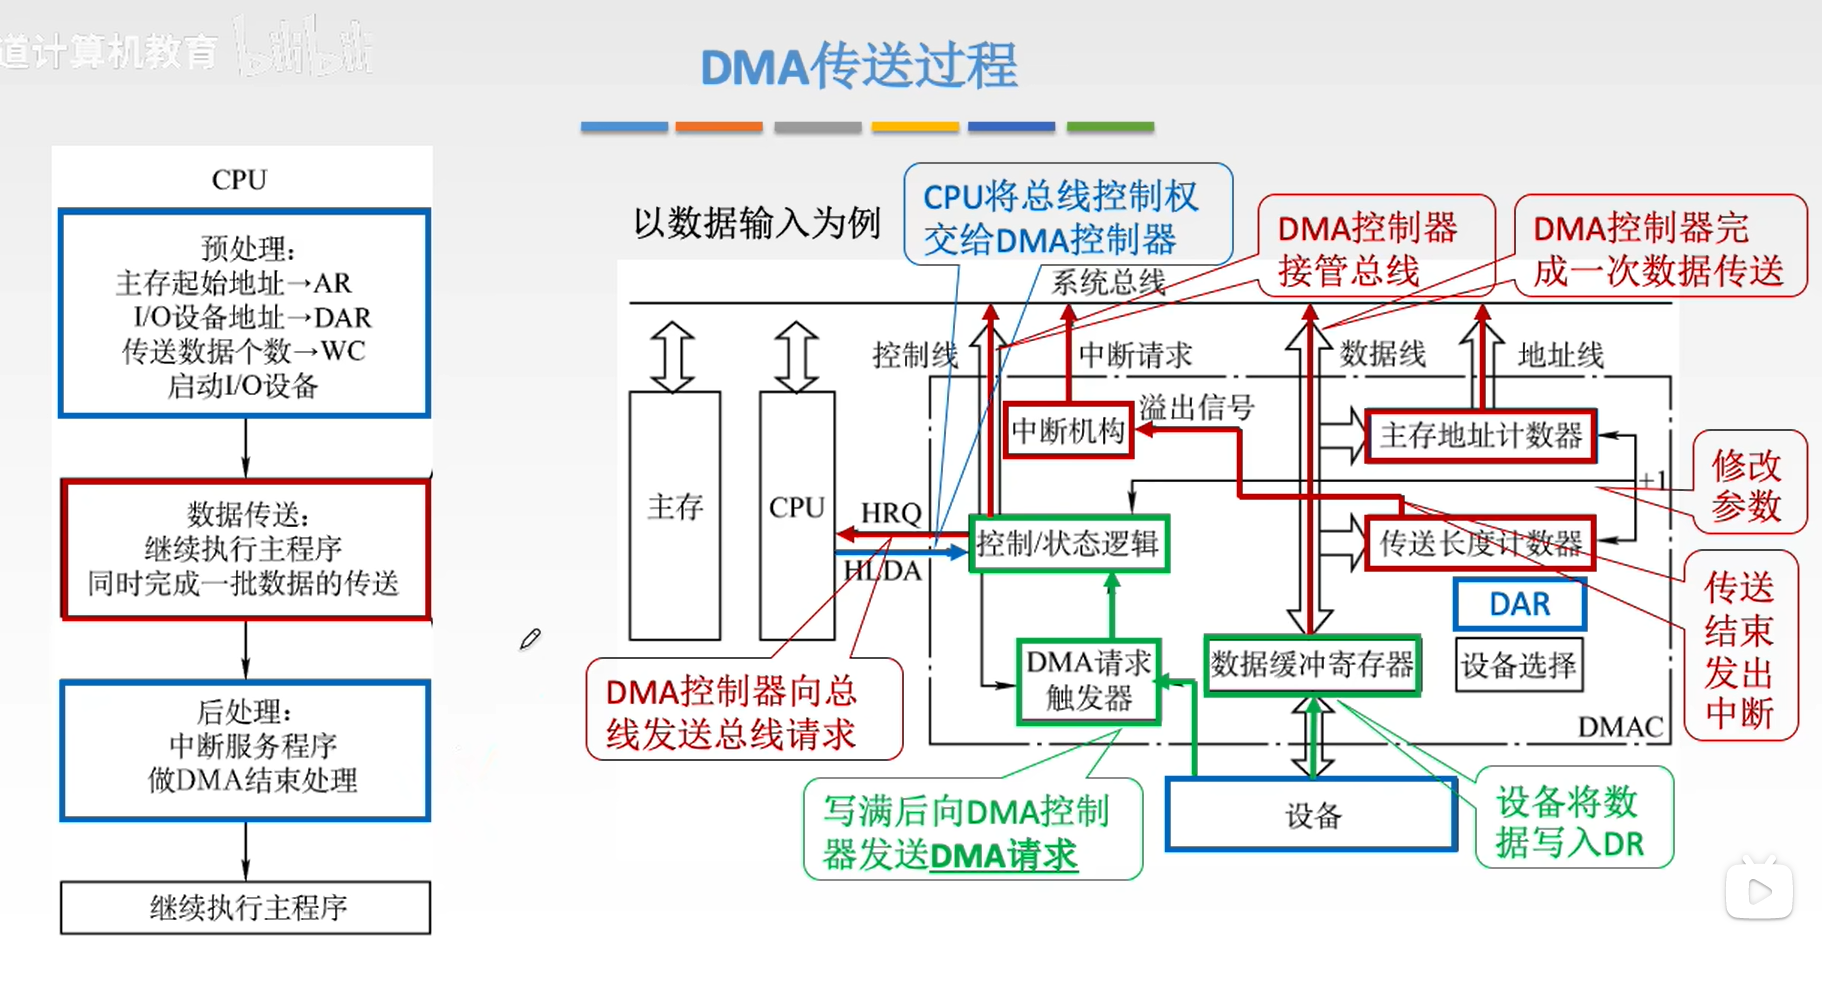 道计算机教育 bilibili
DMA传送过程
CPU
预处理:
主存起始地址→AR
I/O设备地址→DAR
传送数据个数→WC
启动I/O设备
数据传送:
继续执行主程序
同时完成一批数据的传送
后处理:
中断服务程序
做DMA结束处理
继续执行主程序
以数据输入为例
CPU将总线控制权
交给DMA控制器
DMA控制器
接管总线
DMA控制器完
成一次数据传送
系统总线
控制线
中断请求
数据线
地址线
溢出信号
中断机构
主存地址计数器
+1
修改
参数
主存
CPU
HRQ
HLDA
控制/状态逻辑
传送长度计数器
DAR
设备选择
传送
结束
发出
中断
DMA请求
触发器
数据缓冲寄存器
DMAC
DMA控制器向总
线发送总线请求
写满后向DMA控制
器发送DMA请求
设备
设备将数
据写入DR